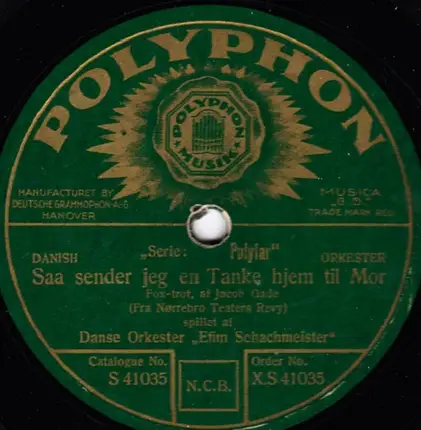 POLYPHON
POLYPHON
MUSIK
MANUFACTURET BY
DEUTSCHE GRAMMOPHON-A-G
HANOVER
MUSICA
„G. D."
TRADE MARK REG
„Serie: Polyfar"
DANISH
ORKESTER
Saa sender jeg en Tanke hjem til Mor
Fox-trot, af Jacob Gade
(Fra Nørrebro Teaters Revy)
spillet af
Danse Orkester „Efim Schachmeister"
Catalogue No.
S 41035
N.C.B.
Order No.
X.S 41035